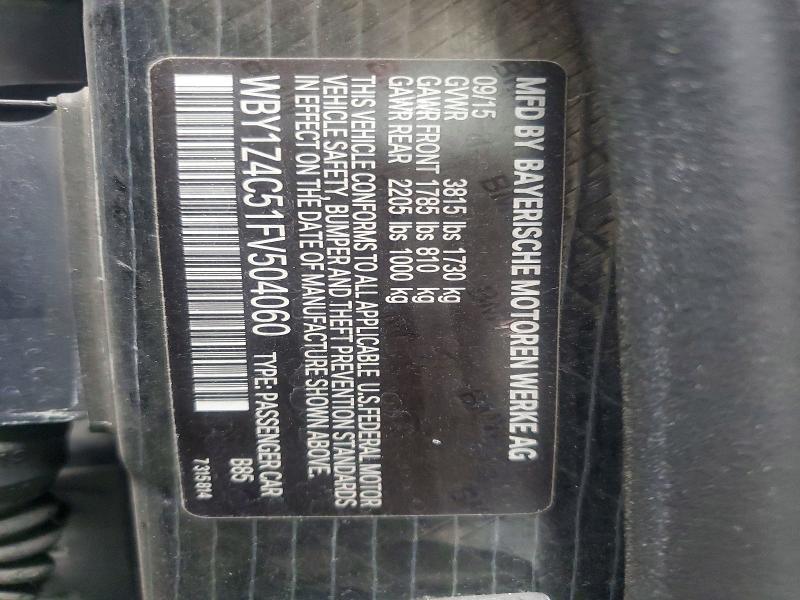 MFD BY BAYERISCHE MOTOREN WERKE AG
09/15
GVWR 3815 lbs 1730 kg
GAWR FRONT 1785 lbs 810 kg
GAWR REAR 2205 lbs 1000 kg
THIS VEHICLE CONFORMS TO ALL APPLICABLE U.S.FEDERAL MOTOR
VEHICLE SAFETY, BUMPER AND THEFT PREVENTION STANDARDS
IN EFFECT ON THE DATE OF MANUFACTURE SHOWN ABOVE.
WBY1Z4C51FV504060 TYPE: PASSENGER CAR
B85
735814